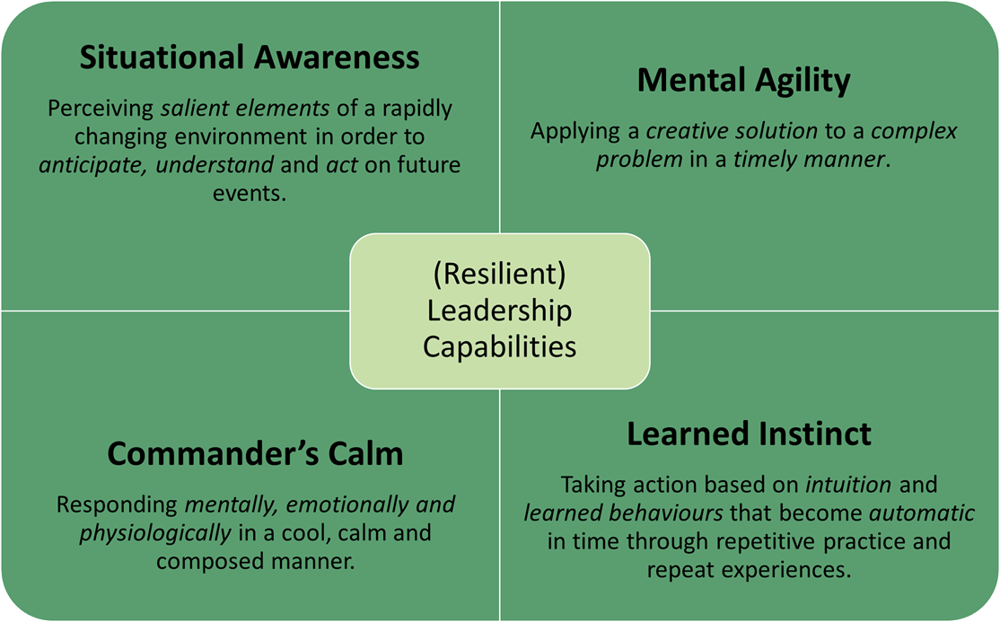 Situational Awareness
Perceiving salient elements of a rapidly
changing environment in order to
anticipate, understand and act on future
events.
Mental Agility
Applying a creative solution to a complex
problem in a timely manner.
(Resilient)
Leadership
Capabilities
Commander’s Calm
Responding mentally, emotionally and
physiologically in a cool, calm and
composed manner.
Learned Instinct
Taking action based on intuition and
learned behaviours that become automatic
in time through repetitive practice and
repeat experiences.